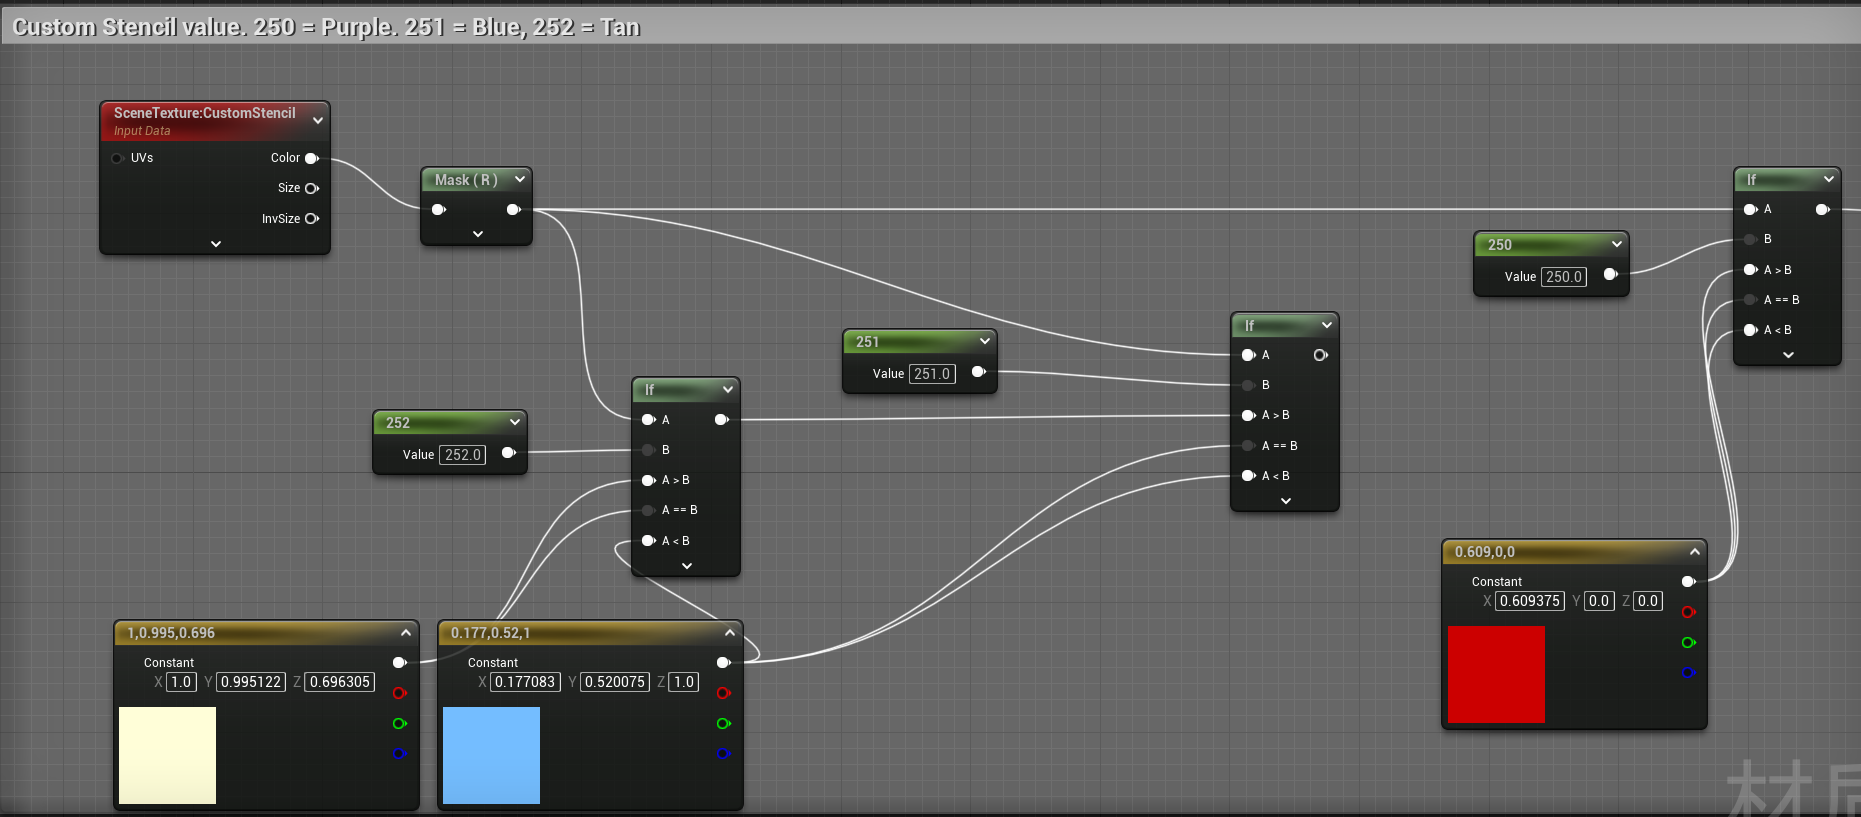 Custom Stencil value. 250 = Purple. 251 = Blue, 252 = Tan
SceneTexture:CustomStencil
Input Data
UVs
Color
Size
InvSize
Mask ( R )
252
Value 252.0
If
A
B
A > B
A == B
A < B
251
Value 251.0
If
A
B
A > B
A == B
A < B
250
Value 250.0
If
A
B
A > B
A == B
A < B
1,0.995,0.696
Constant
X 1.0 Y 0.995122 Z 0.696305
0.177,0.52,1
Constant
X 0.177083 Y 0.520075 Z 1.0
0.609,0,0
Constant
X 0.609375 Y 0.0 Z 0.0
材